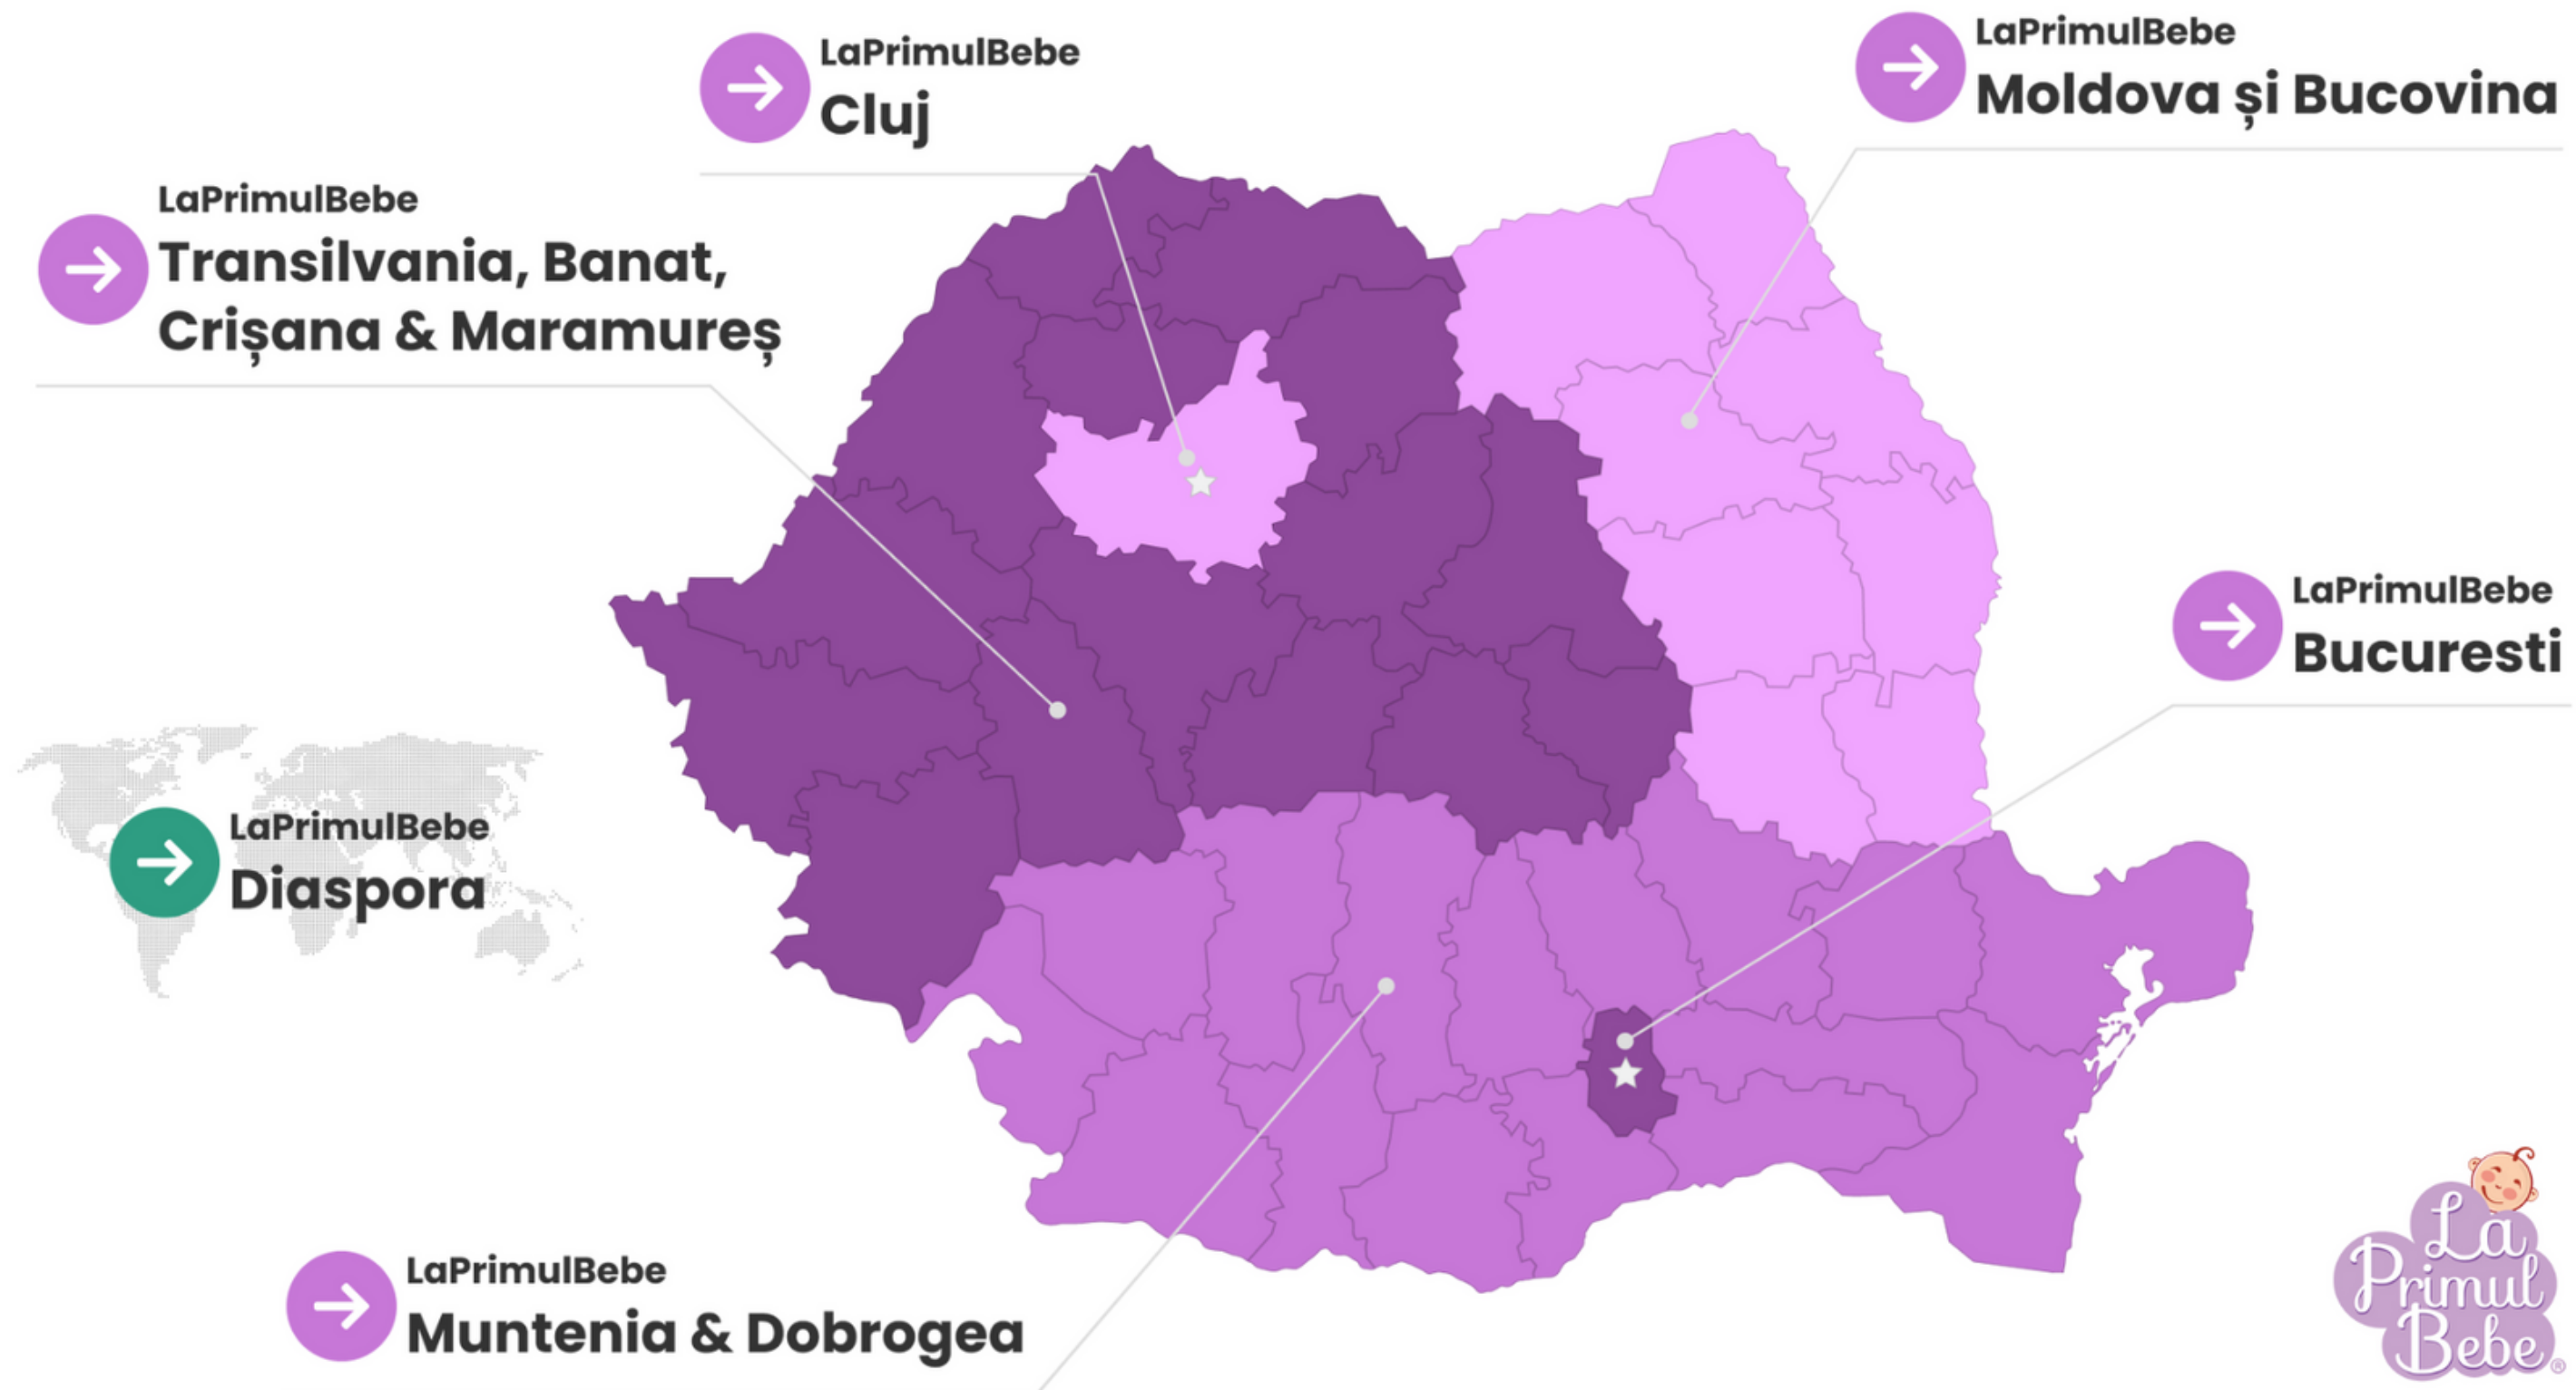 LaPrimulBebe
Cluj
LaPrimulBebe
Moldova și Bucovina
LaPrimulBebe
Transilvania, Banat,
Crișana & Maramureș
LaPrimulBebe
Bucuresti
LaPrimulBebe
Diaspora
LaPrimulBebe
Muntenia & Dobrogea
La
Primul
Bebe®